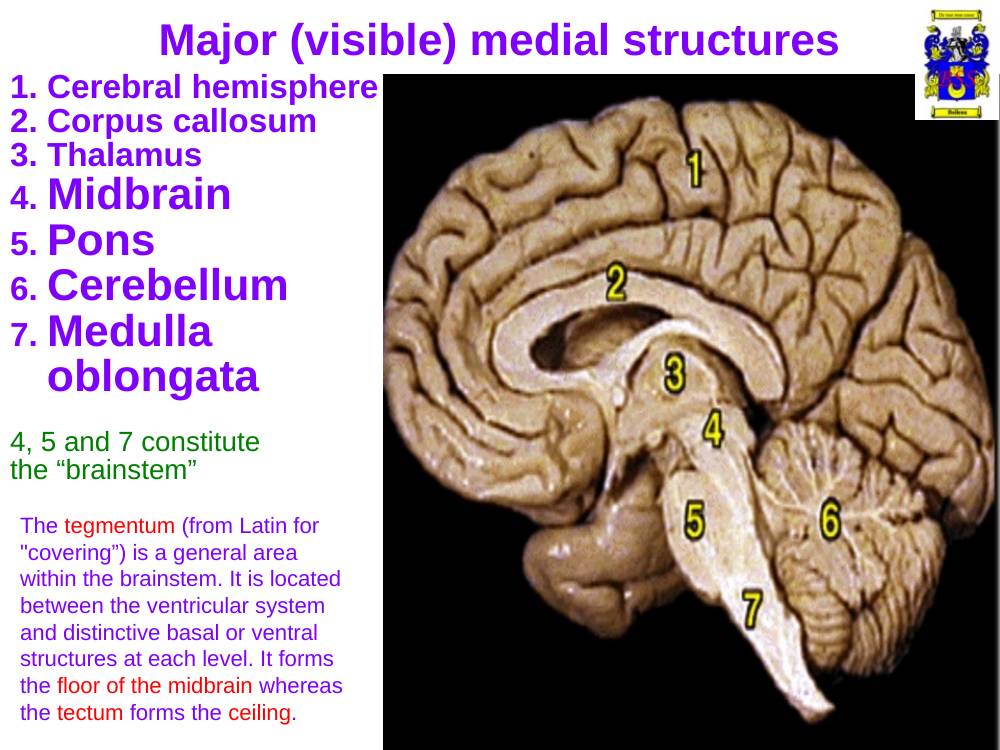 Major (visible) medial structures
1. Cerebral hemisphere
2. Corpus callosum
3. Thalamus
4. Midbrain
5. Pons
6. Cerebellum
7. Medulla
oblongata
4, 5 and 7 constitute
the “brainstem”
The tegmentum (from Latin for
"covering”) is a general area
within the brainstem. It is located
between the ventricular system
and distinctive basal or ventral
structures at each level. It forms
the floor of the midbrain whereas
the tectum forms the ceiling.
1
2
3
4
5
6
7